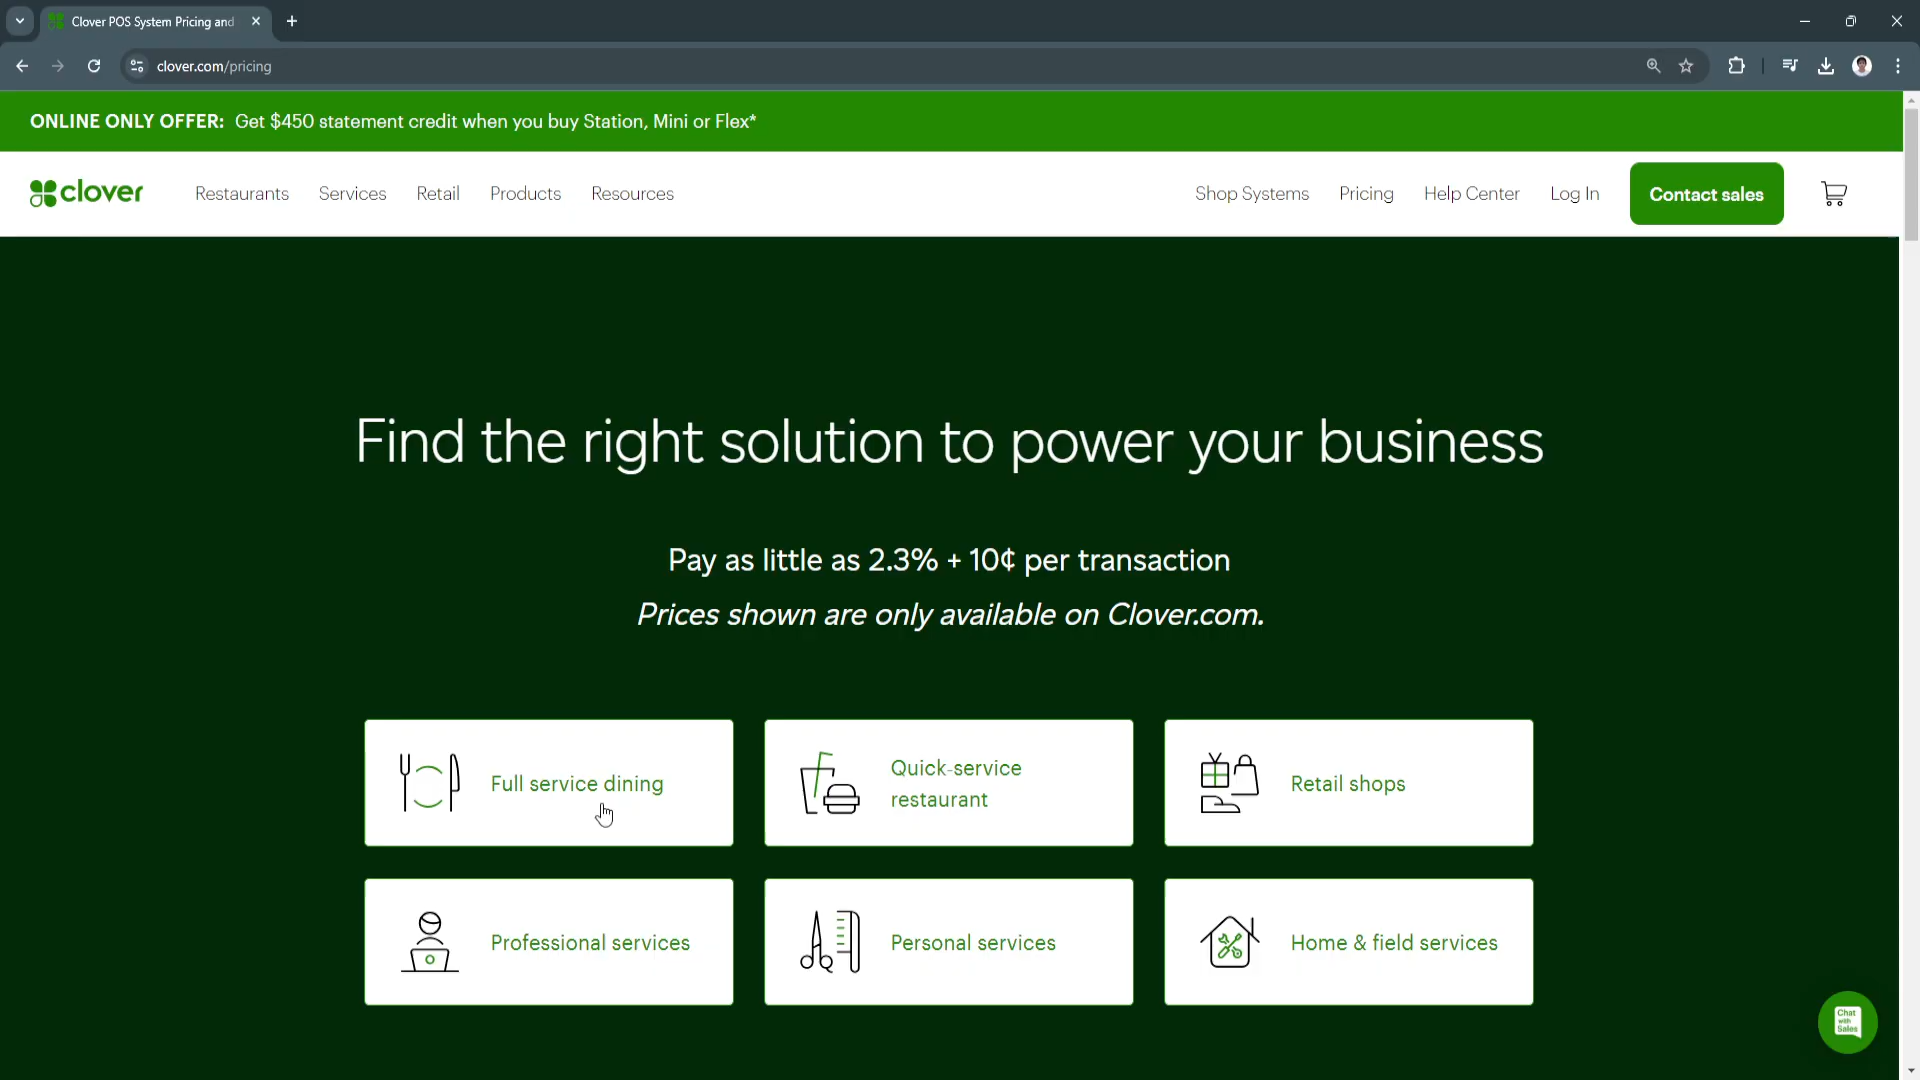 Clover POS System Pricing and
clover.com/pricing
ONLINE ONLY OFFER: Get $450 statement credit when you buy Station, Mini or Flex*
clover
Restaurants
Services
Retail
Products
Resources
Shop Systems
Pricing
Help Center
Log In
Contact sales
Find the right solution to power your business
Pay as little as 2.3% + 10¢ per transaction
Prices shown are only available on Clover.com.
Full service dining
Quick-service
restaurant
Retail shops
Professional services
Personal services
Home & field services
Chat
with
Sales